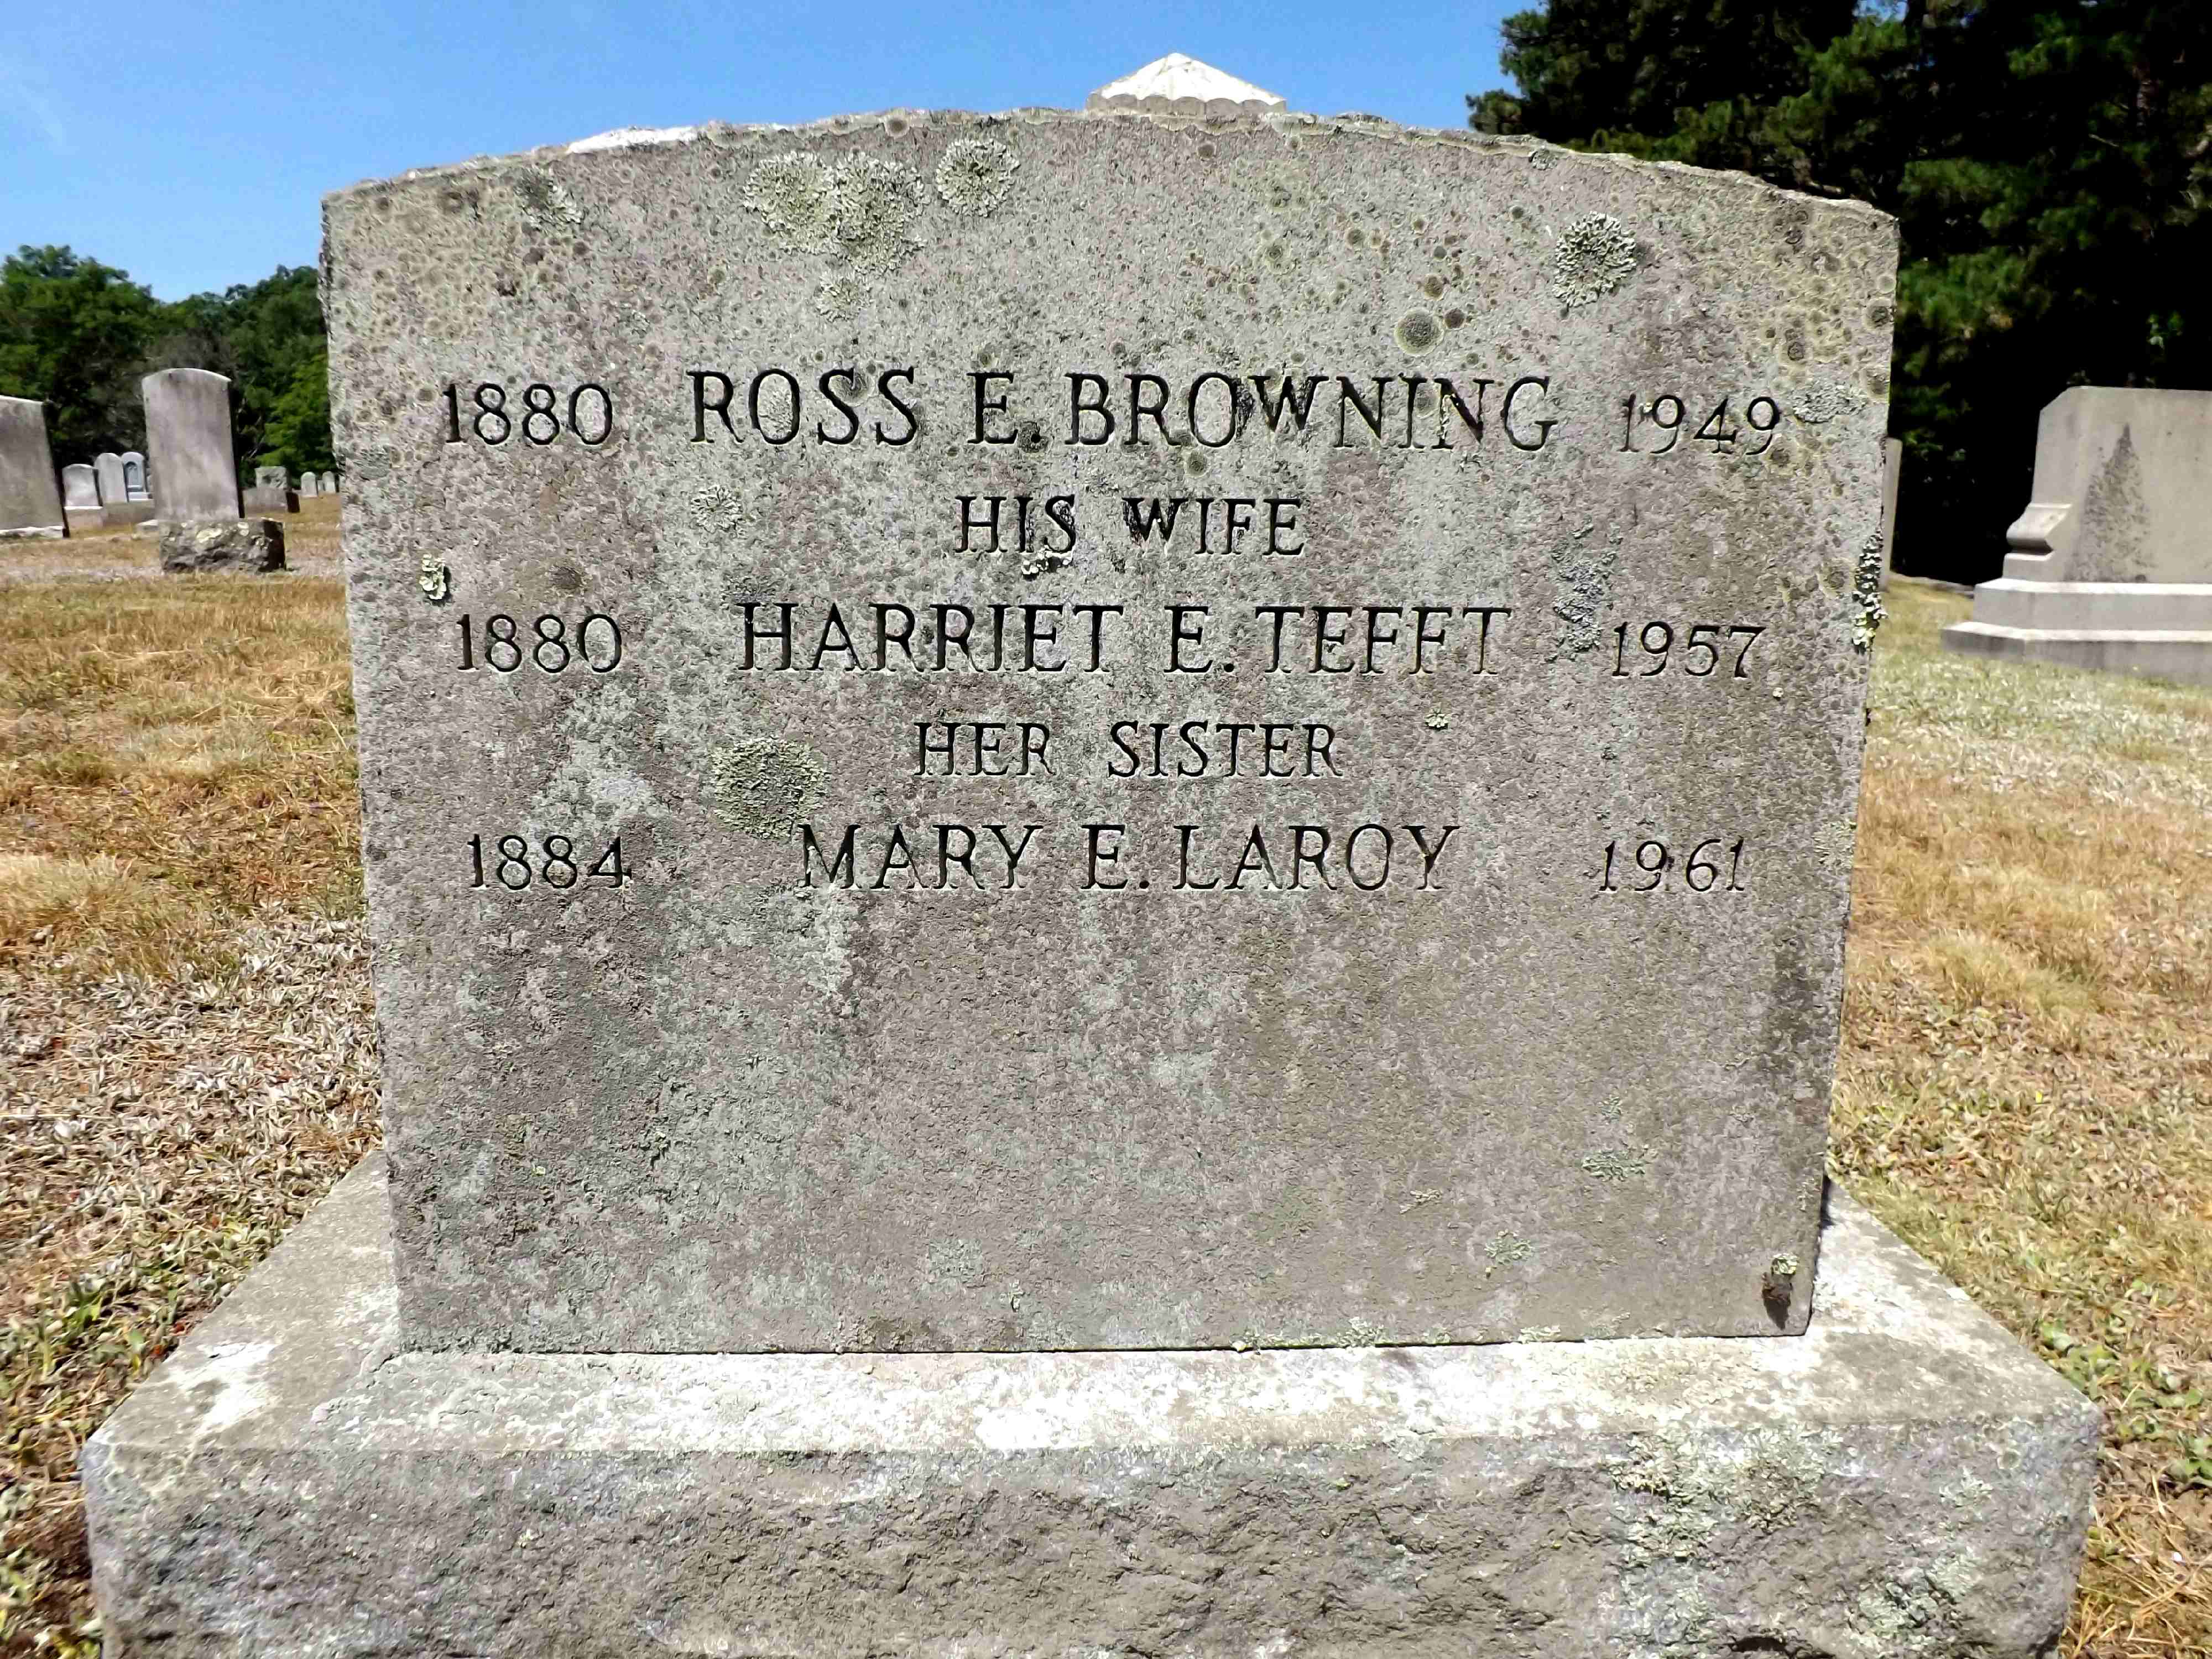 1880 ROSS E. BROWNING 1949
HIS WIFE
1880 HARRIET E. TEFFT 1957
HER SISTER
1884 MARY E. LAROY 1961